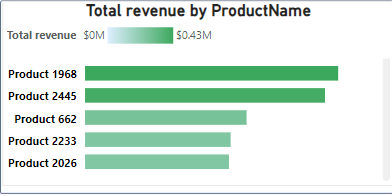 Total revenue by ProductName
Total revenue $0M $0.43M
Product 1968
Product 2445
Product 662
Product 2233
Product 2026